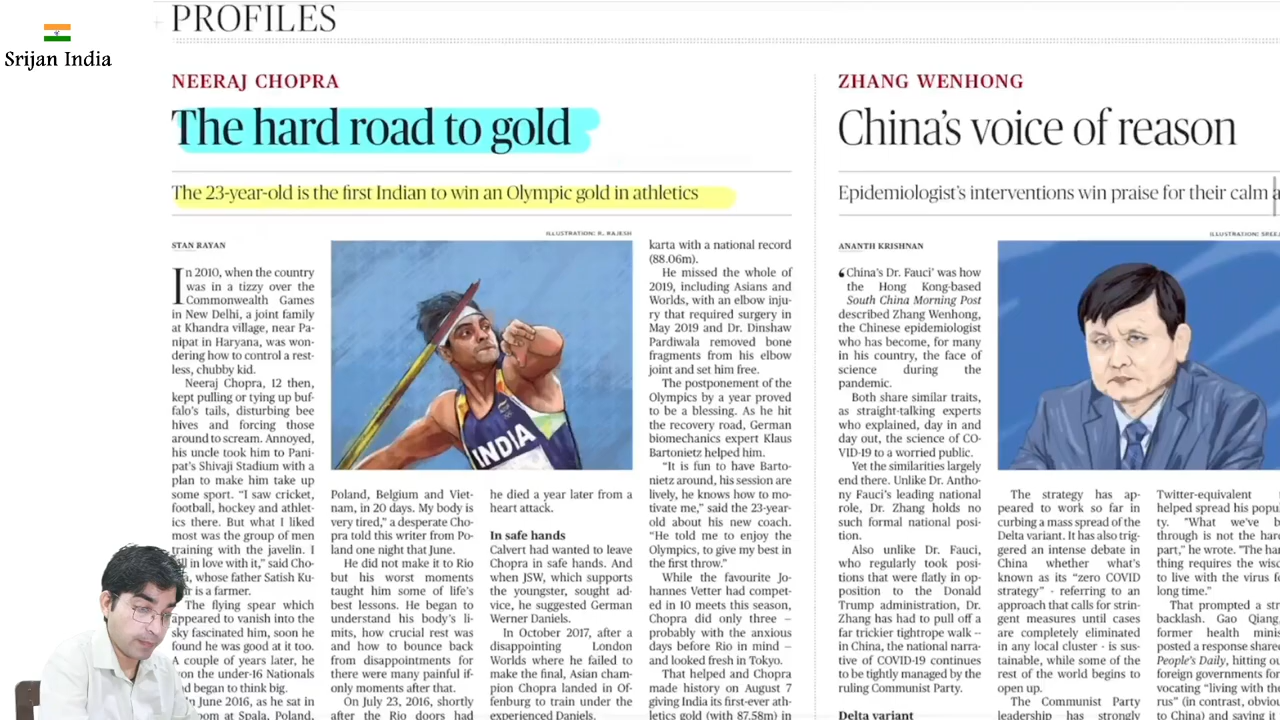 Srijan India
PROFILES
NEERAJ CHOPRA
The hard road to gold
The 23-year-old is the first Indian to win an Olympic gold in athletics
STAN RAYAN
In 2010, when the country
was in a tizzy over the
Commonwealth Games
in New Delhi, a joint family
at Khandra village, near Pa-
nipat in Haryana, was won-
dering how to control a rest-
less, chubby kid.
Neeraj Chopra, 12 then,
kept pulling or tying up buf-
falo's tails, disturbing bee
hives and forcing those
around to scream. Annoyed,
his uncle took him to Pani-
pat's Shivaji Stadium with a
plan to make him take up
some sport. “I saw cricket,
football, hockey and athlet-
ics there. But what I liked
most was the group of men
training with the javelin. I
in love with it,” said Cho-
whose father Satish Ku-
is a farmer.
The flying spear which
appeared to vanish into the
sky fascinated him, soon he
found he was good at it too.
A couple of years later, he
won the under-16 Nationals
and began to think big.
In June 2016, as he sat in
room at Spala, Poland,
ILLUSTRATION: R. RAJESH
INDIA
Poland, Belgium and Viet-
nam, in 20 days. My body is
very tired,” a desperate Cho-
pra told this writer from Po-
land one night that June.
He did not make it to Rio
but his worst moments
taught him some of life's
best lessons. He began to
understand his body's li-
mits, how crucial rest was
and how to bounce back
from disappointments for
there were many painful if-
only moments after that.
On July 23, 2016, shortly
after the Rio doors had
he died a year later from a
heart attack.
In safe hands
Calvert had wanted to leave
Chopra in safe hands. And
when JSW, which supports
the youngster, sought ad-
vice, he suggested German
Werner Daniels.
In October 2017, after a
disappointing London
Worlds where he failed to
make the final, Asian cham-
pion Chopra landed in Of-
fenburg to train under the
experienced Daniels.
karta with a national record
(88.06m).
He missed the whole of
2019, including Asians and
Worlds, with an elbow inju-
ry that required surgery in
May 2019 and Dr. Dinshaw
Pardiwala removed bone
fragments from his elbow
joint and set him free.
The postponement of the
Olympics by a year proved
to be a blessing. As he hit
the recovery road, German
biomechanics expert Klaus
Bartonietz helped him.
“It is fun to have Barto-
nietz around, his session are
lively, he knows how to mo-
tivate me,” said the 23-year-
old about his new coach.
“He told me to enjoy the
Olympics, to give my best in
the first throw.”
While the favourite Jo-
hannes Vetter had compet-
ed in 10 meets this season,
Chopra did only three –
probably with the anxious
days before Rio in mind –
and looked fresh in Tokyo.
That helped and Chopra
made history on August 7
giving India its first-ever ath-
letics gold (with 87.58m) in
ZHANG WENHONG
China's voice of reason
Epidemiologist's interventions win praise for their calm a
ANANTH KRISHNAN
‘China's Dr. Fauci’ was how
the Hong Kong-based
South China Morning Post
described Zhang Wenhong,
the Chinese epidemiologist
who has become, for many
in his country, the face of
science during the
pandemic.
Both share similar traits,
as straight-talking experts
who explained, day in and
day out, the science of CO-
VID-19 to a worried public.
Yet the similarities largely
end there. Unlike Dr. Antho-
ny Fauci's leading national
role, Dr. Zhang holds no
such formal national posi-
tion.
Also unlike Dr. Fauci,
who regularly took posi-
tions that were flatly in op-
position to the Donald
Trump administration, Dr.
Zhang has had to pull off a
far trickier tightrope walk –
in China, the national narra-
tive of COVID-19 continues
to be tightly managed by the
ruling Communist Party.
Delta variant
ILLUSTRATION: SREEJ
The strategy has ap-
peared to work so far in
curbing a mass spread of the
Delta variant. It has also trig-
gered an intense debate in
China whether what's
known as its “zero COVID
strategy” - referring to an
approach that calls for strin-
gent measures until cases
are completely eliminated
in any local cluster - is sus-
tainable, while some of the
rest of the world begins to
open up.
The Communist Party
leadership has strongly
Twitter-equivalent
helped spread his popu
ty. “What we've
through is not the hard
part,” he wrote. “The har
thing requires the wisd
to live with the virus fo
long time.”
That prompted a str
backlash. Gao Qiang,
former health minis
posted a response shared
People's Daily, hitting ou
foreign governments for
vocating “living with the
rus” (in contrast, obviou
to China) and saying